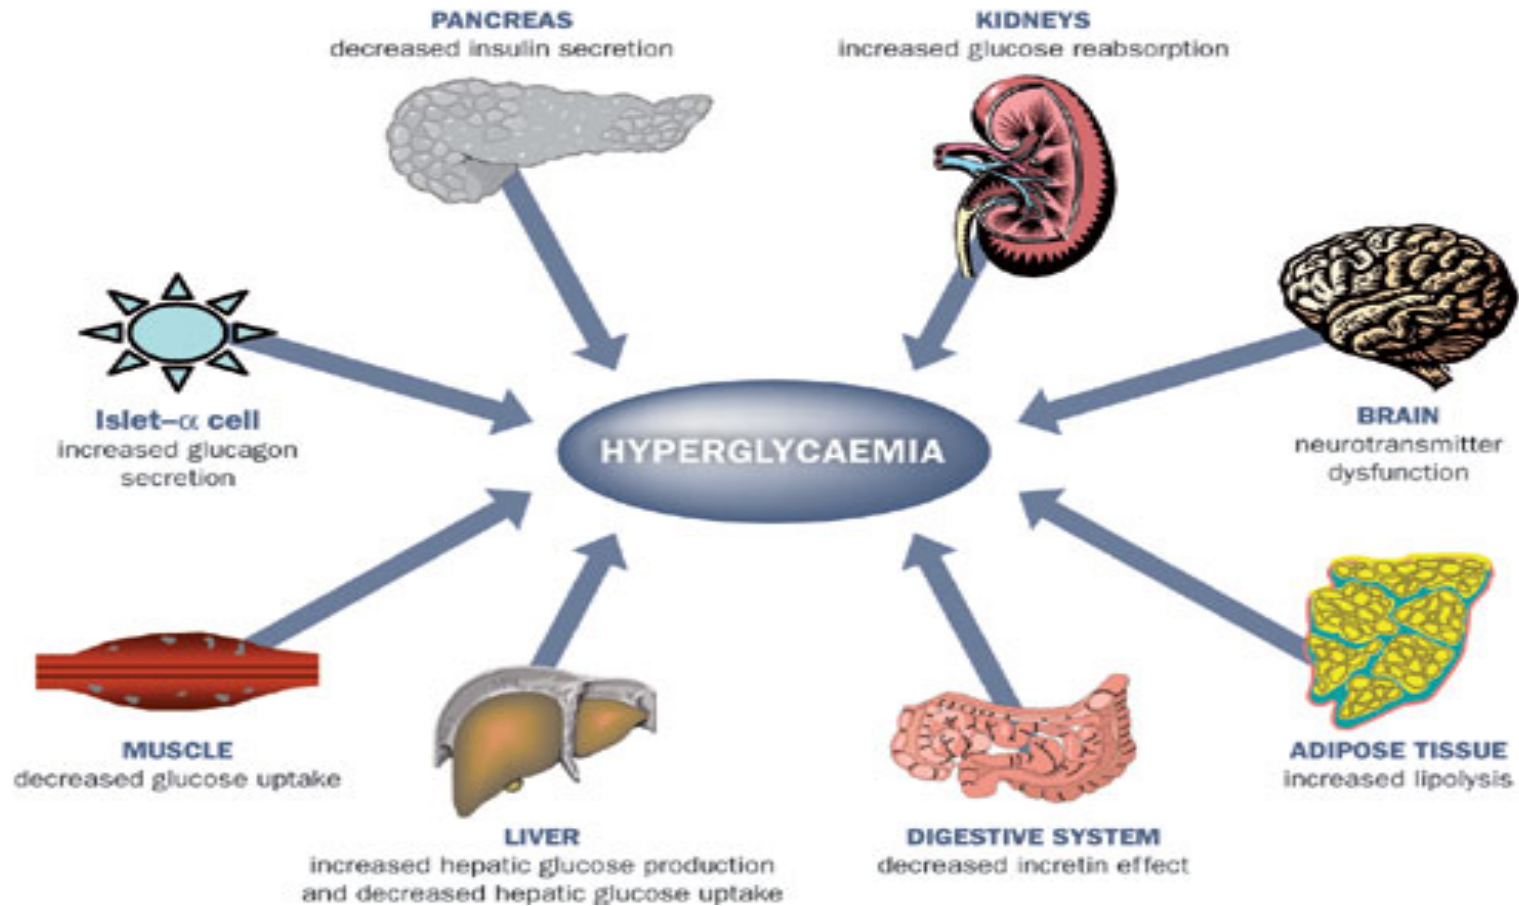 PANCREAS
decreased insulin secretion
KIDNEYS
increased glucose reabsorption
Islet–α cell
increased glucagon
secretion
HYPERGLYCAEMIA
BRAIN
neurotransmitter
dysfunction
MUSCLE
decreased glucose uptake
LIVER
increased hepatic glucose production
and decreased hepatic glucose uptake
DIGESTIVE SYSTEM
decreased incretin effect
ADIPOSE TISSUE
increased lipolysis